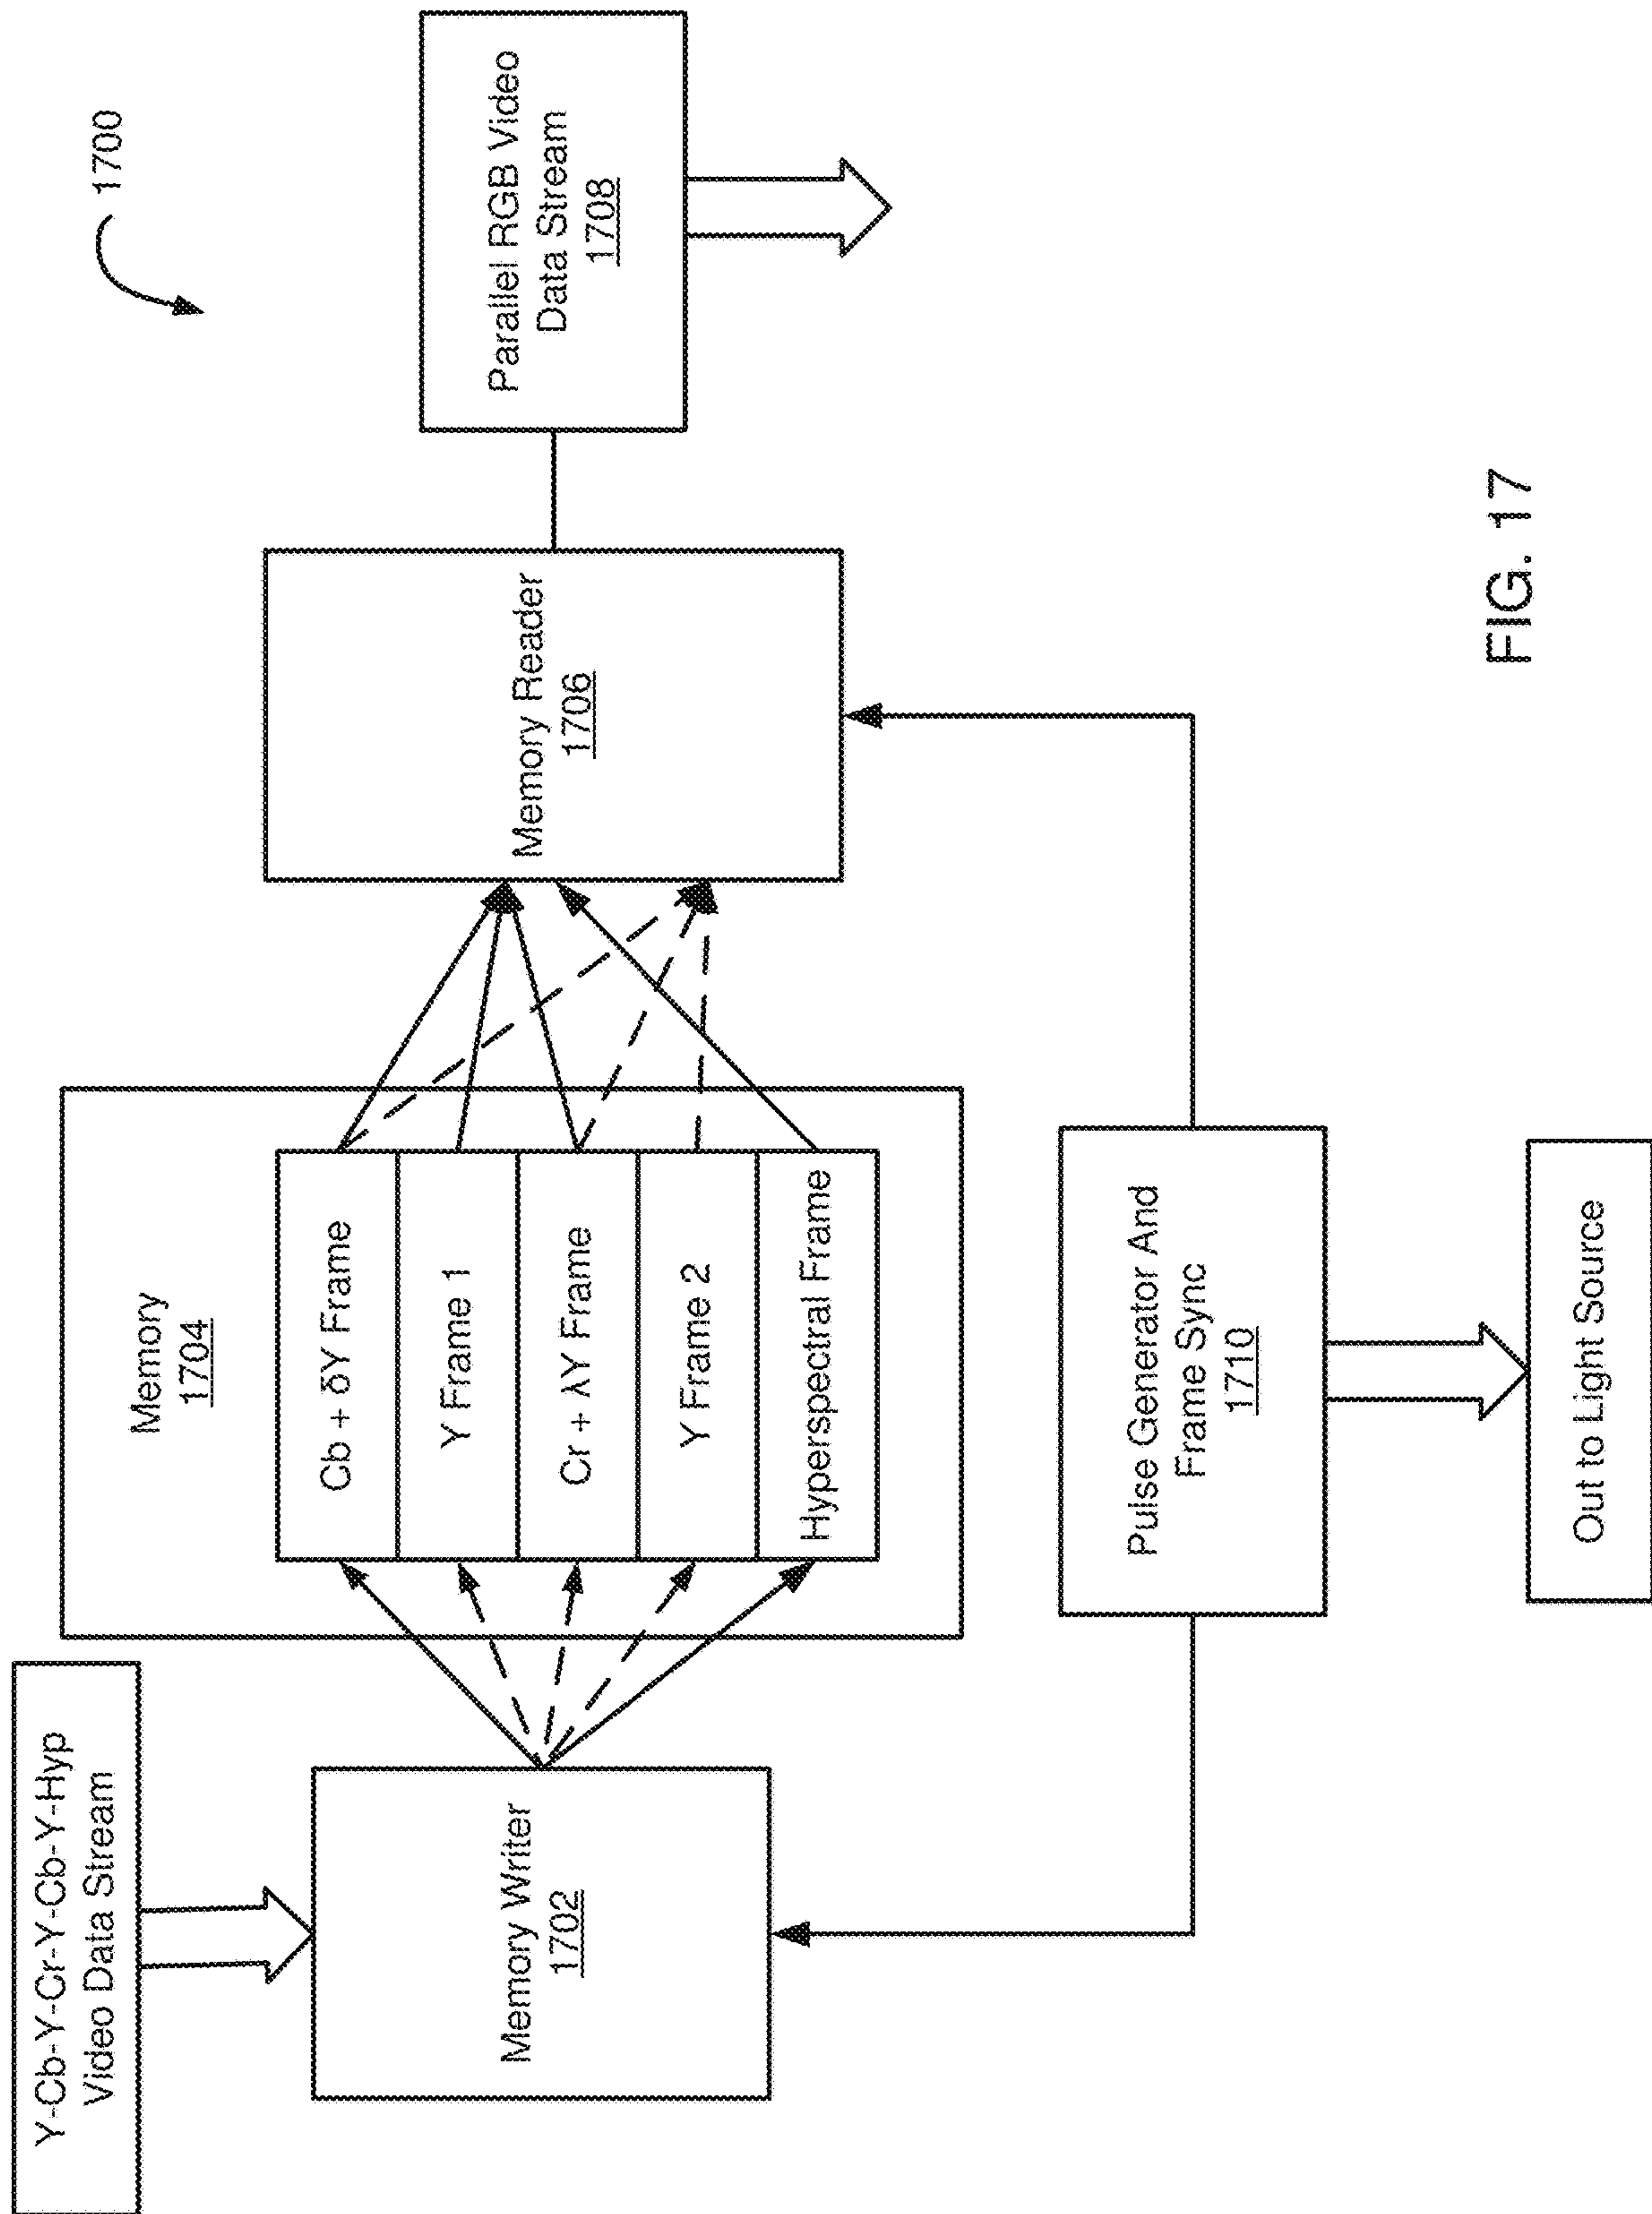 1700
Y-Cb-Y-Cr-Y-Cb-Y-Hyp
Video Data Stream
Memory Writer
1702
Memory
1704
Cb + δY Frame
Y Frame 1
Cr + λY Frame
Y Frame 2
Hyperspectral Frame
Memory Reader
1706
Parallel RGB Video
Data Stream
1708
Pulse Generator And
Frame Sync
1710
Out to Light Source
FIG. 17